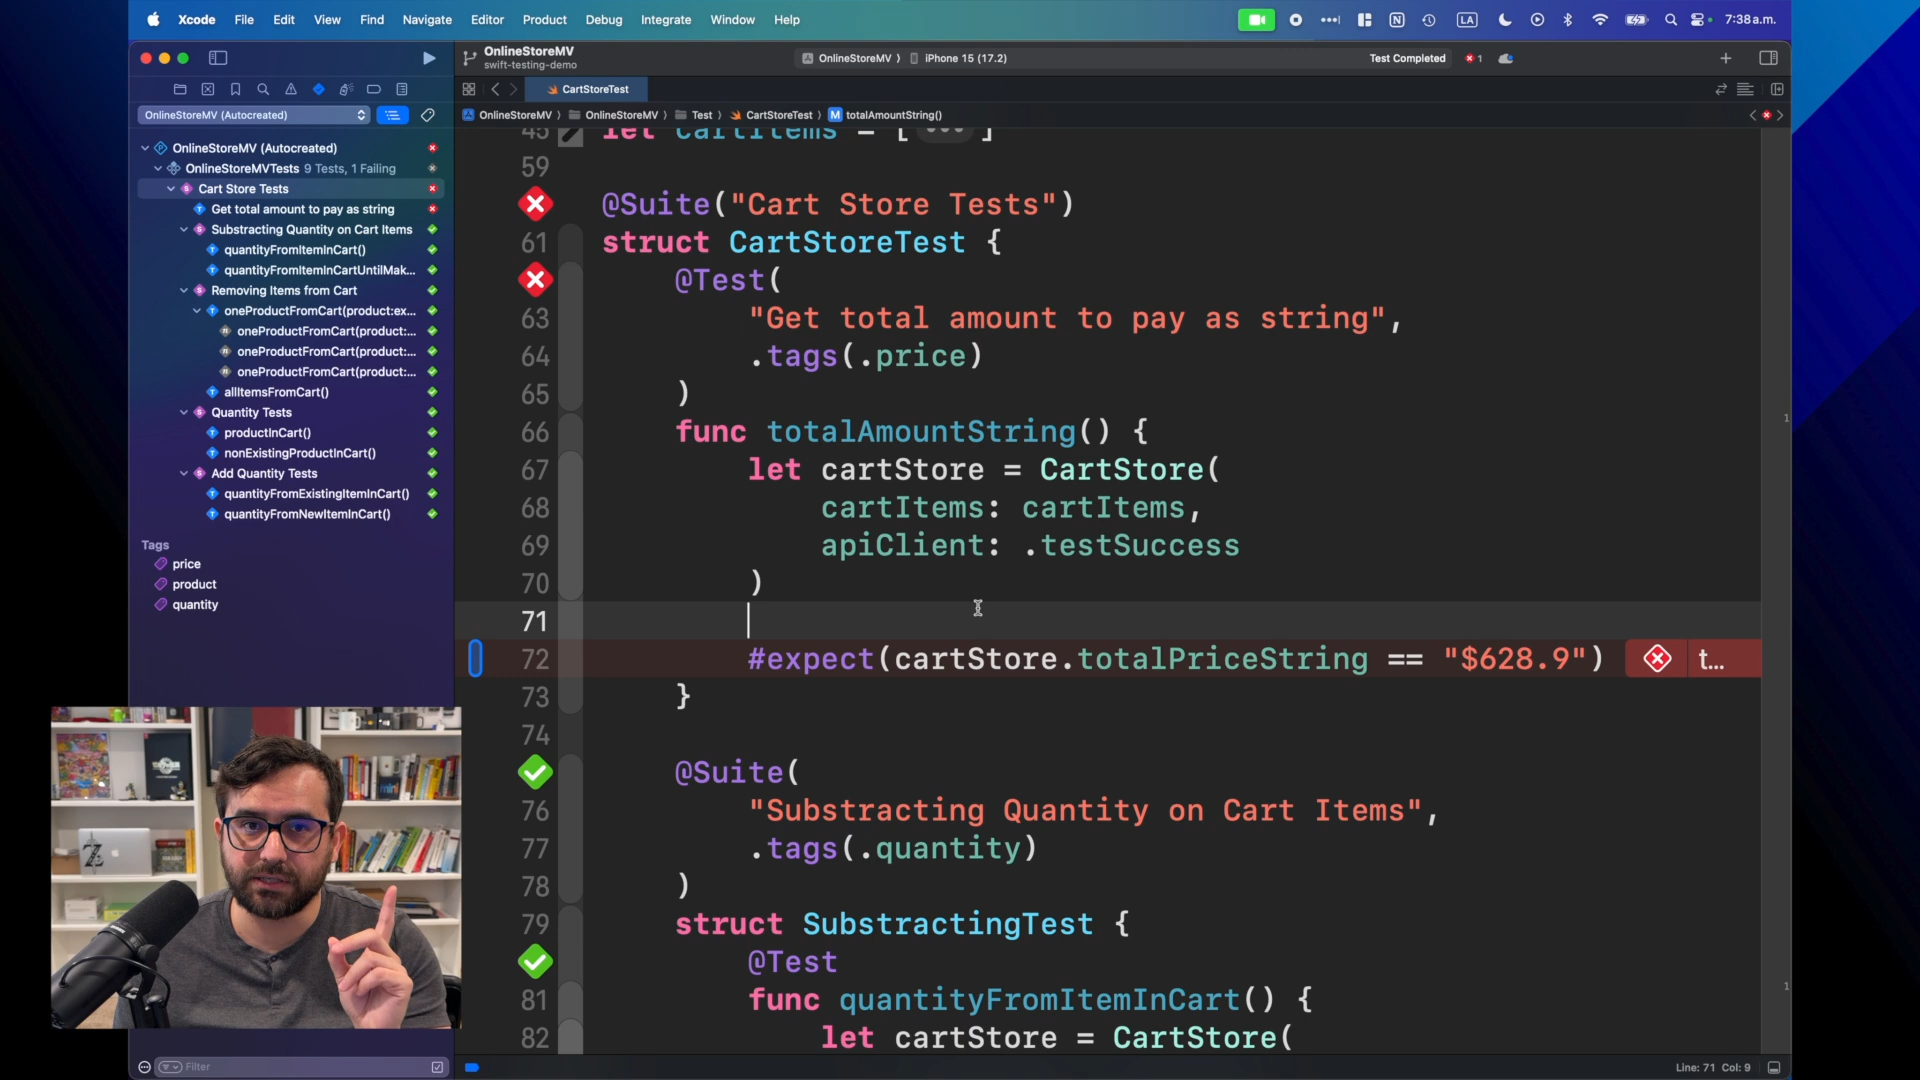 Xcode File Edit View Find Navigate Editor Product Debug Integrate Window Help
LA 7:38 a.m.
OnlineStoreMV
swift-testing-demo
OnlineStoreMV iPhone 15 (17.2)
Test Completed 1
CartStoreTest
OnlineStoreMV (Autocreated)
OnlineStoreMV OnlineStoreMV Test CartStoreTest M totalAmountString()
OnlineStoreMV (Autocreated)
OnlineStoreMVTests 9 Tests, 1 Failing
Cart Store Tests
Get total amount to pay as string
Substracting Quantity on Cart Items
quantityFromItemInCart()
quantityFromItemInCartUntilMak...
Removing Items from Cart
oneProductFromCart(product:ex...
oneProductFromCart(product:...
oneProductFromCart(product:...
oneProductFromCart(product:...
allItemsFromCart()
Quantity Tests
productInCart()
nonExistingProductInCart()
Add Quantity Tests
quantityFromExistingItemInCart()
quantityFromNewItemInCart()
Tags
price
product
quantity
Filter
45 let cartItems = [ ... ]
59
@Suite("Cart Store Tests")
61 struct CartStoreTest {
@Test(
63 "Get total amount to pay as string",
64 .tags(.price)
65 )
66 func totalAmountString() {
67 let cartStore = CartStore(
68 cartItems: cartItems,
69 apiClient: .testSuccess
70 )
71
72 #expect(cartStore.totalPriceString == "$628.9") t...
73 }
74
@Suite(
76 "Substracting Quantity on Cart Items",
77 .tags(.quantity)
78 )
79 struct SubstractingTest {
@Test
81 func quantityFromItemInCart() {
82 let cartStore = CartStore(
1
1
Line: 71 Col: 9